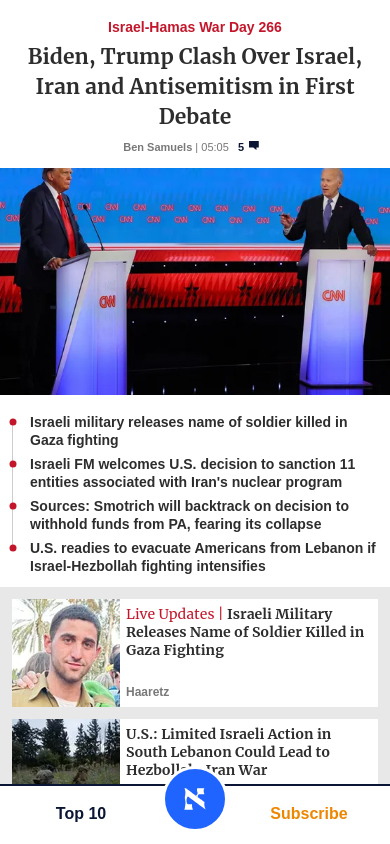 Israel-Hamas War Day 266
Biden, Trump Clash Over Israel,
Iran and Antisemitism in First
Debate
Ben Samuels | 05:05 5
CNN
CNN
Israeli military releases name of soldier killed in
Gaza fighting
Israeli FM welcomes U.S. decision to sanction 11
entities associated with Iran's nuclear program
Sources: Smotrich will backtrack on decision to
withhold funds from PA, fearing its collapse
U.S. readies to evacuate Americans from Lebanon if
Israel-Hezbollah fighting intensifies
Live Updates | Israeli Military
Releases Name of Soldier Killed in
Gaza Fighting
Haaretz
U.S.: Limited Israeli Action in
South Lebanon Could Lead to
Iran War
Top 10
Subscribe